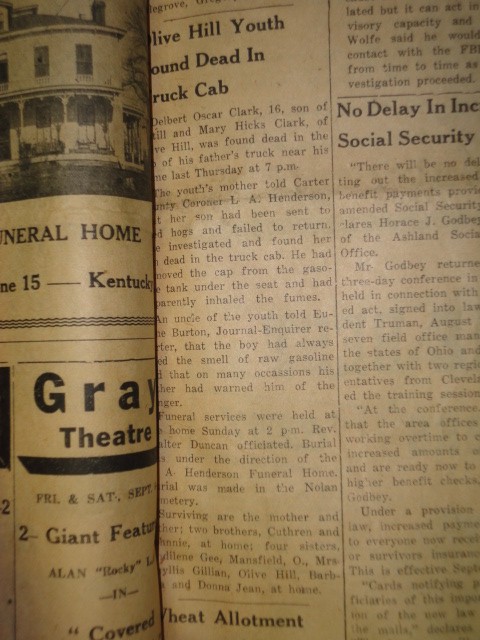 UNERAL HOME
ne 15 — Kentucky
Gray
Theatre
FRI. & SAT., SEPT.
-2
2- Giant Featu
ALAN "Rocky" L
—IN—
" Covered
live Hill Youth
ound Dead In
ruck Cab
Delbert Oscar Clark, 16, son of
ill and Mary Hicks Clark, of
ve Hill, was found dead in the
of his father's truck near his
me last Thursday at 7 p.m.
The youth's mother told Carter
unty Coroner L. A. Henderson,
t her son had been sent to
d hogs and failed to return.
e investigated and found her
dead in the truck cab. He had
moved the cap from the gaso-
e tank under the seat and had
parently inhaled the fumes.
An uncle of the youth told Eu-
ne Burton, Journal-Enquirer re-
rter, that the boy had always
ed the smell of raw gasoline
d that on many occassions his
her had warned him of the
nger.
Funeral services were held at
home Sunday at 2 p.m. Rev.
alter Duncan officiated. Burial
s under the direction of the
A. Henderson Funeral Home.
rial was made in the Nolan
metery.
Surviving are the mother and
her; two brothers, Cuthren and
nnie, at home; four sisters,
lllene Gee, Mansfield, O., Mrs.
yllis Gillian, Olive Hill, Barb-
and Donna Jean, at home.
Wheat Allotment
lated but it can act in
visory capacity and
Wolfe said he would
contact with the FBI
from time to time as
vestigation proceeded.
No Delay In Inc
Social Security
"There will be no del
ting out the increased
benefit payments provi
amended Social Security
clares Horace J. Godbey
of the Ashland Socia
Office.
Mr. Godbey returne
three-day conference in
held in connection with
ed act, signed into law
dent Truman, August
seven field office man
the states of Ohio and
together with two regi
entatives from Clevel
ed the training session
"At the conference,
that the area offices
working overtime to
increased amounts o
and are ready now to
higher benefit checks,
Godbey.
Under a provision
law, increased payme
to everyone now recei
or survivors insuranc
This is effective Sept
"Cards notifying
ficiaries of this impor
ion of the new law
the mails," declares